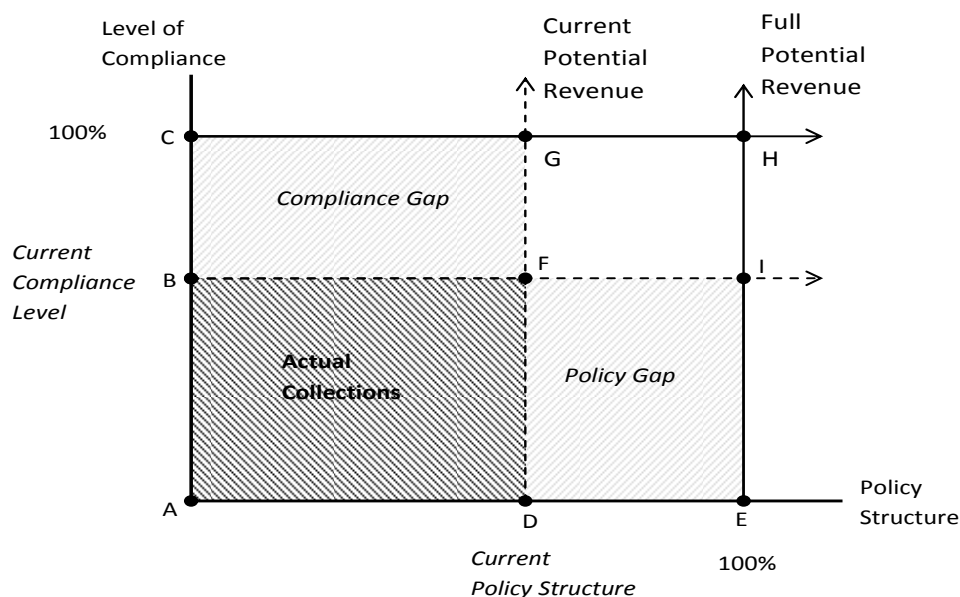 Level of
Compliance
Current
Potential
Revenue
Full
Potential
Revenue
100%
C
G
H
Compliance Gap
Current
Compliance
Level
B
F
I
Actual
Collections
Policy Gap
A
D
E
Policy
Structure
Current
Policy Structure
100%